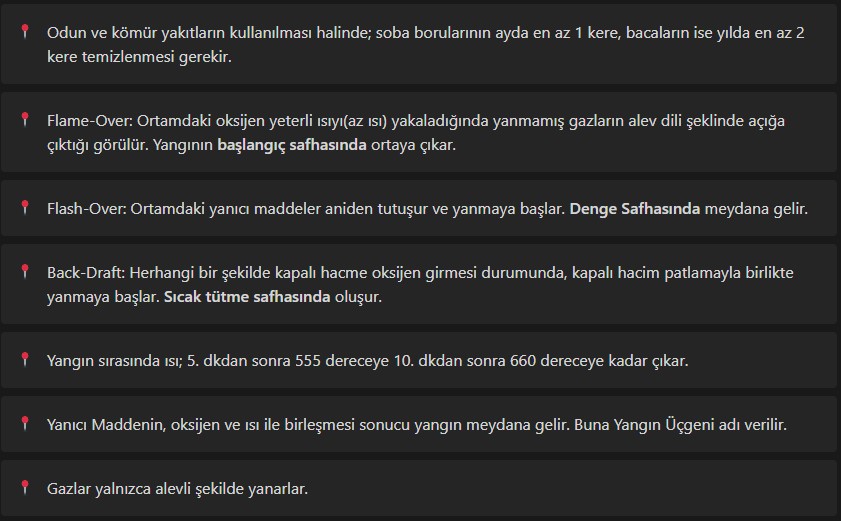 Odun ve kömür yakıtların kullanılması halinde; soba borularının ayda en az 1 kere, bacaların ise yılda en az 2
kere temizlenmesi gerekir.
Flame-Over: Ortamdaki oksijen yeterli ısıyı(az ısı) yakaladığında yanmamış gazların alev dili şeklinde açığa
çıktığı görülür. Yangının başlangıç safhasında ortaya çıkar.
Flash-Over: Ortamdaki yanıcı maddeler aniden tutuşur ve yanmaya başlar. Denge Safhasında meydana gelir.
Back-Draft: Herhangi bir şekilde kapalı hacme oksijen girmesi durumunda, kapalı hacim patlamayla birlikte
yanmaya başlar. Sıcak tütme safhasında oluşur.
Yangın sırasında ısı; 5. dkdan sonra 555 dereceye 10. dkdan sonra 660 dereceye kadar çıkar.
Yanıcı Maddenin, oksijen ve ısı ile birleşmesi sonucu yangın meydana gelir. Buna Yangın Üçgeni adı verilir.
Gazlar yalnızca alevli şekilde yanarlar.